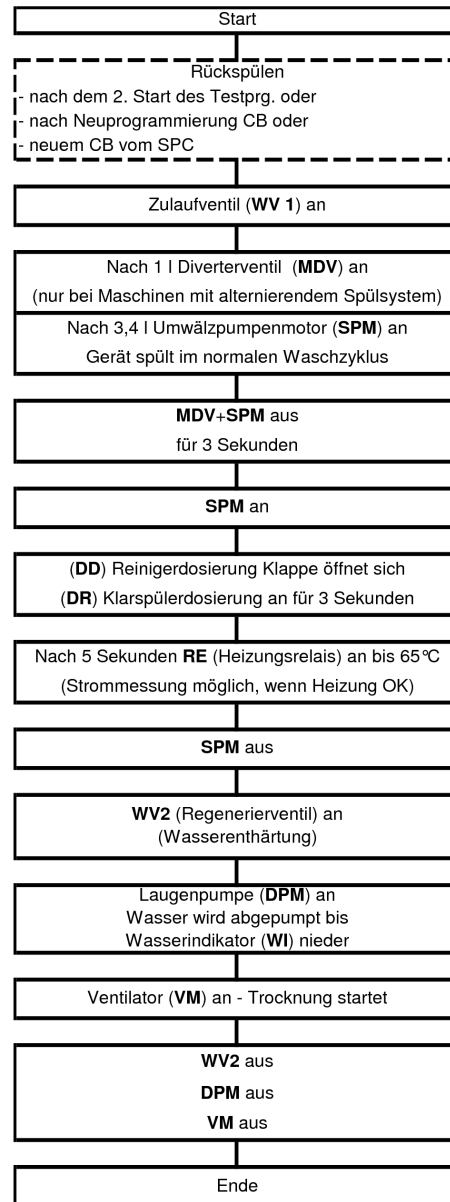 Start
Rückspülen
- nach dem 2. Start des Testprg. oder
- nach Neuprogrammierung CB oder
- neuem CB vom SPC
Zulaufventil (WV 1) an
Nach 1 l Diverterventil (MDV) an
(nur bei Maschinen mit alternierendem Spülsystem)
Nach 3,4 l Umwälzpumpenmotor (SPM) an
Gerät spült im normalen Waschzyklus
MDV+SPM aus
für 3 Sekunden
SPM an
(DD) Reinigerdosierung Klappe öffnet sich
(DR) Klarspülerdosierung an für 3 Sekunden
Nach 5 Sekunden RE (Heizungsrelais) an bis 65°C
(Strommessung möglich, wenn Heizung OK)
SPM aus
WV2 (Regenerierventil) an
(Wasserenthärtung)
Laugenpumpe (DPM) an
Wasser wird abgepumpt bis
Wasserindikator (WI) nieder
Ventilator (VM) an - Trocknung startet
WV2 aus
DPM aus
VM aus
Ende